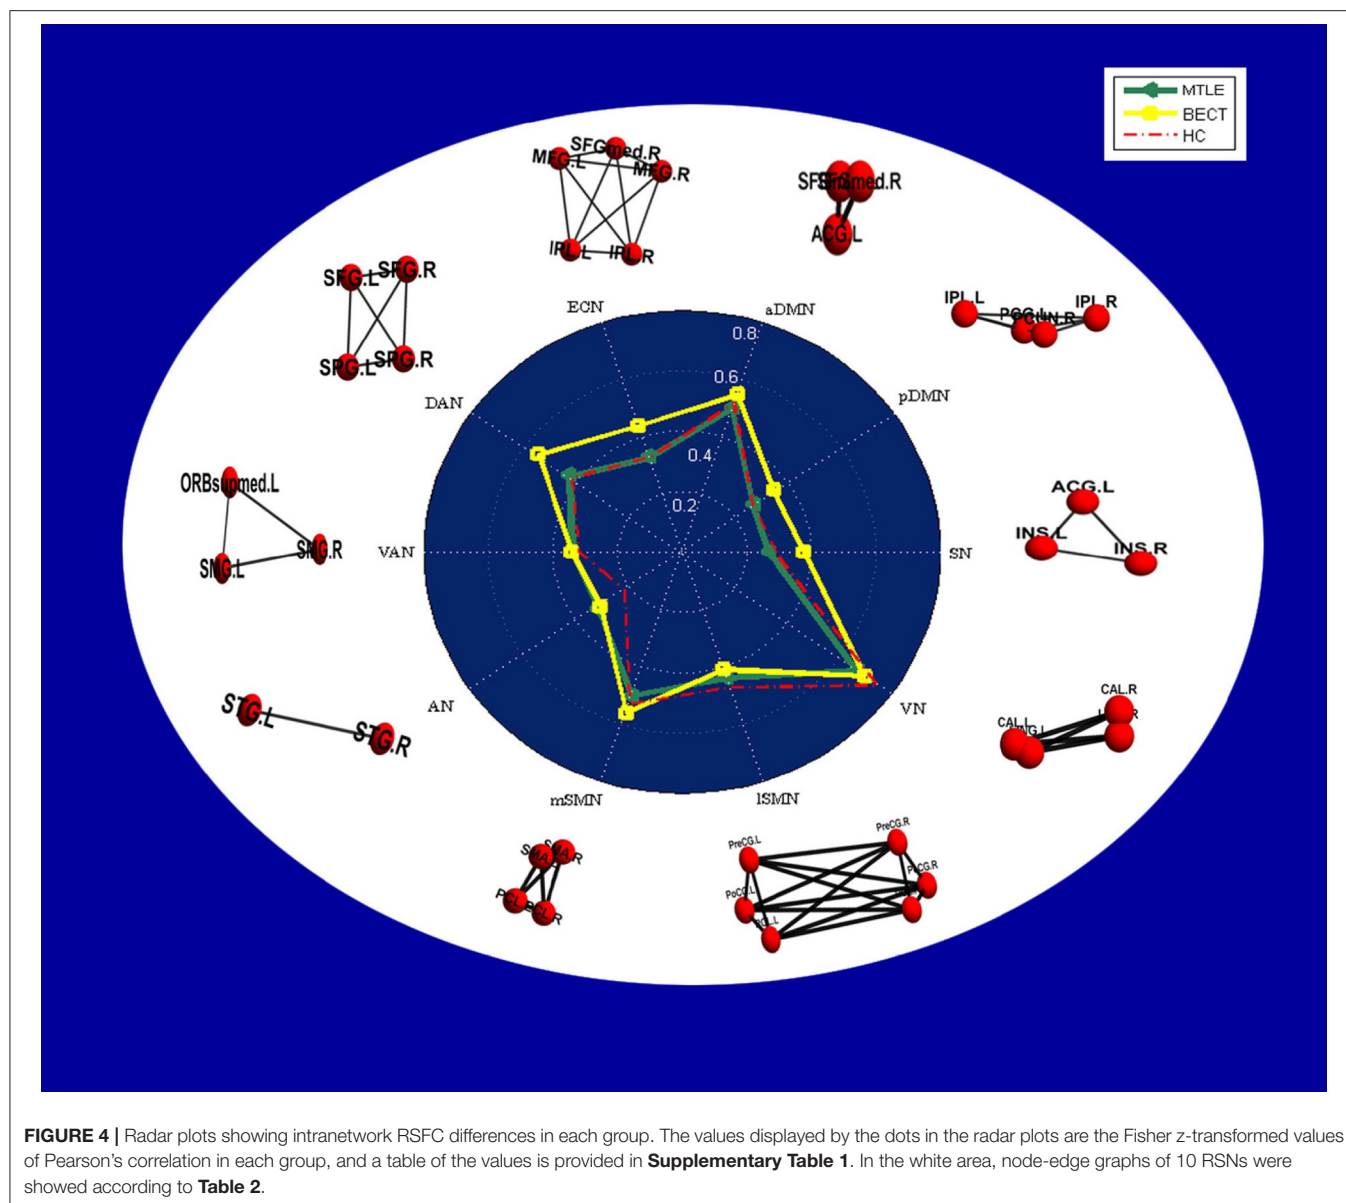 MTLE
BECT
HC
SFGmed.R
MFG.L
MFG.R
IPL.L
IPL.R
SFGmed.R
ACG.L
SFG.L
SFG.R
SPG.L
SPG.R
IPL.L
IPL.R
ECN
aDMN
0.8
0.6
DAN
pDMN
0.4
ORBsupmed.L
SMG.R
SMG.L
ACG.L
INS.L
INS.R
0.2
VAN
SN
STG.L
STG.R
AN
VN
CAL.R
CAL.L
mSMN
lSMN
SMA.R
PCL.R
PreCG.L
PreCG.R
PoCG.L
PoCG.R
FIGURE 4 | Radar plots showing intranetwork RSFC differences in each group. The values displayed by the dots in the radar plots are the Fisher z-transformed values
of Pearson's correlation in each group, and a table of the values is provided in Supplementary Table 1. In the white area, node-edge graphs of 10 RSNs were
showed according to Table 2.